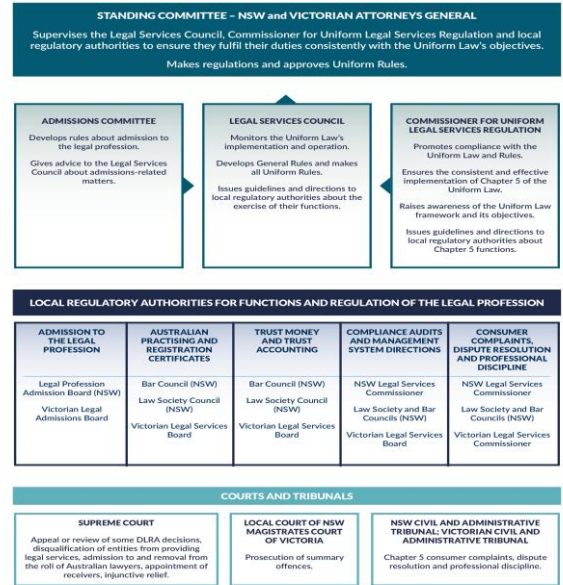 STANDING COMMITTEE – NSW and VICTORIAN ATTORNEYS GENERAL
Supervises the Legal Services Council, Commissioner for Uniform Legal Services Regulation and local
regulatory authorities to ensure they fulfil their duties consistently with the Uniform Law's objectives.
Makes regulations and approves Uniform Rules.
ADMISSIONS COMMITTEE
Develops rules about admission to
the legal profession.
Gives advice to the Legal Services
Council about admissions-related
matters.
LEGAL SERVICES COUNCIL
Monitors the Uniform Law's
implementation and operation.
Develops General Rules and makes
all Uniform Rules.
Issues guidelines and directions to
local regulatory authorities about the
exercise of their functions.
COMMISSIONER FOR UNIFORM
LEGAL SERVICES REGULATION
Promotes compliance with the
Uniform Law and Rules.
Ensures the consistent and effective
implementation of Chapter 5 of the
Uniform Law.
Raises awareness of the Uniform Law
framework and its objectives.
Issues guidelines and directions to
local regulatory authorities about
Chapter 5 functions.
LOCAL REGULATORY AUTHORITIES FOR FUNCTIONS AND REGULATION OF THE LEGAL PROFESSION
ADMISSION TO
THE LEGAL
PROFESSION
Legal Profession
Admission Board (NSW)
Victorian Legal
Admissions Board
AUSTRALIAN
PRACTISING AND
REGISTRATION
CERTIFICATES
Bar Council (NSW)
Law Society Council
(NSW)
Victorian Legal Services
Board
TRUST MONEY
AND TRUST
ACCOUNTING
Bar Council (NSW)
Law Society Council
(NSW)
Victorian Legal Services
Board
COMPLIANCE AUDITS
AND MANAGEMENT
SYSTEM DIRECTIONS
NSW Legal Services
Commissioner
Law Society and Bar
Councils (NSW)
Victorian Legal Services
Board
CONSUMER
COMPLAINTS,
DISPUTE RESOLUTION
AND PROFESSIONAL
DISCIPLINE
NSW Legal Services
Commissioner
Law Society and Bar
Councils (NSW)
Victorian Legal Services
Commissioner
COURTS AND TRIBUNALS
SUPREME COURT
Appeal or review of some DLRA decisions,
disqualification of entities from providing
legal services, admission to and removal from
the roll of Australian lawyers, appointment of
receivers, injunctive relief.
LOCAL COURT OF NSW
MAGISTRATES COURT
OF VICTORIA
Prosecution of summary
offences.
NSW CIVIL AND ADMINISTRATIVE
TRIBUNAL; VICTORIAN CIVIL AND
ADMINISTRATIVE TRIBUNAL
Chapter 5 consumer complaints, dispute
resolution and professional discipline.